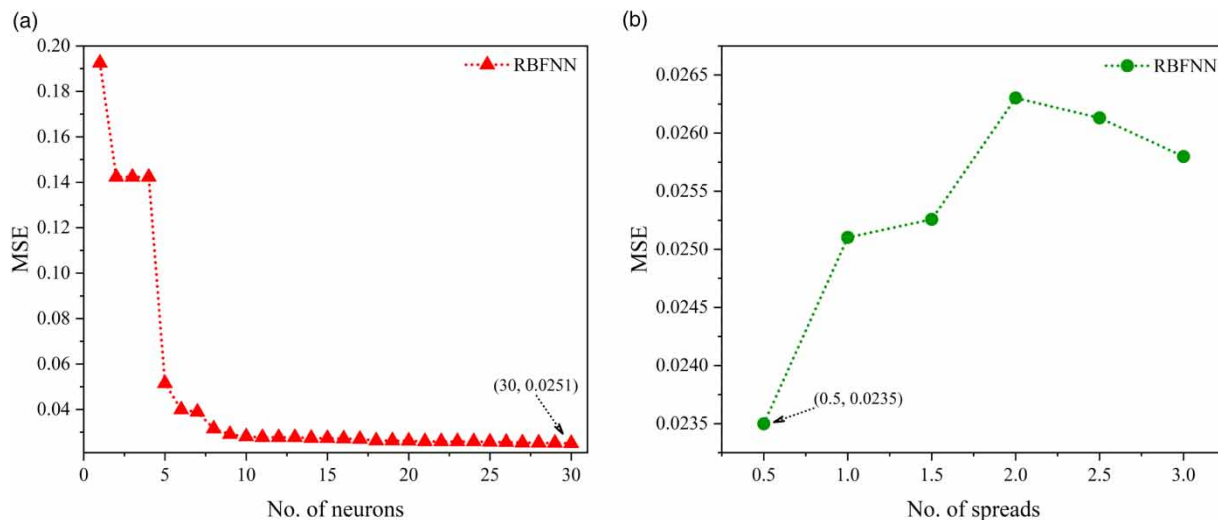 (a)
0.20
0.18
0.16
0.14
0.12
0.10
0.08
0.06
0.04
MSE
RBFNN
(30, 0.0251)
0 5 10 15 20 25 30
No. of neurons
(b)
0.0265
0.0260
0.0255
0.0250
0.0245
0.0240
0.0235
MSE
RBFNN
(0.5, 0.0235)
0.5 1.0 1.5 2.0 2.5 3.0
No. of spreads